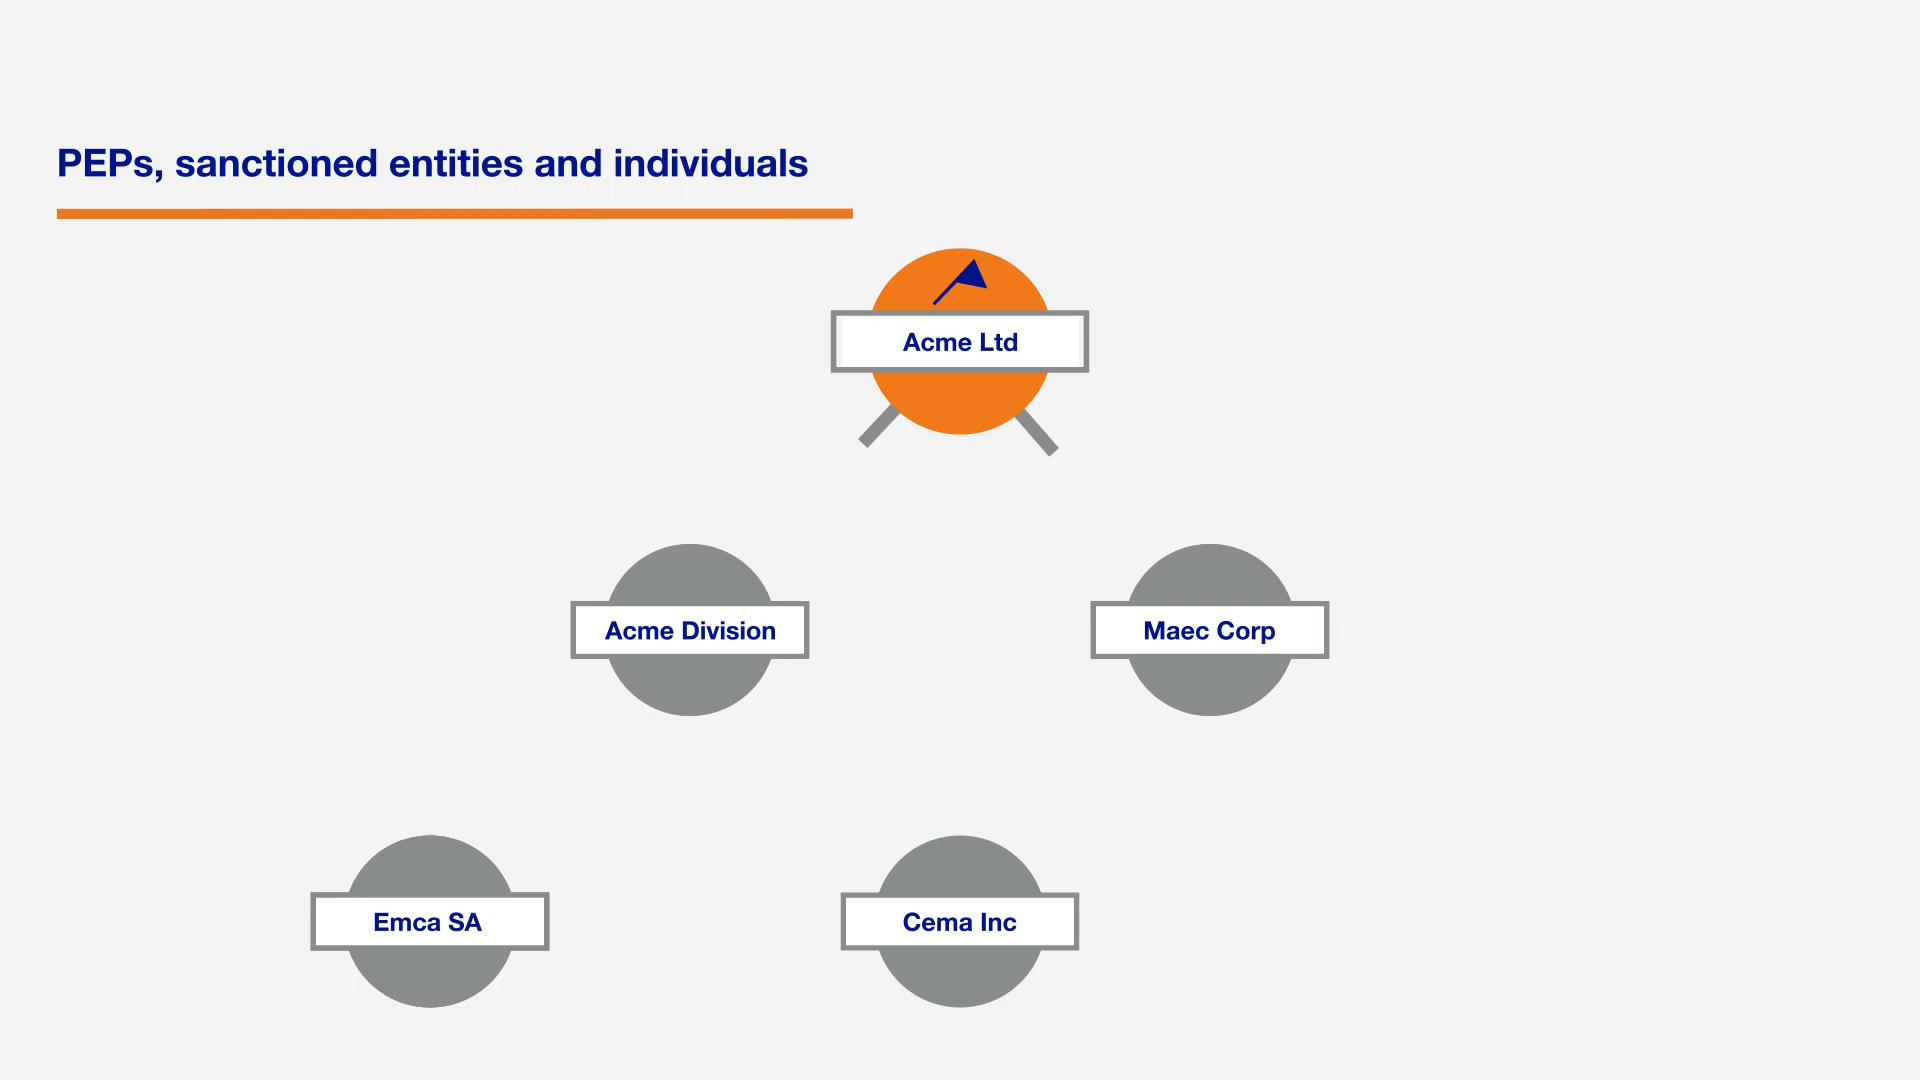 PEPs, sanctioned entities and individuals
Acme Ltd
Acme Division
Maec Corp
Emca SA
Cema Inc